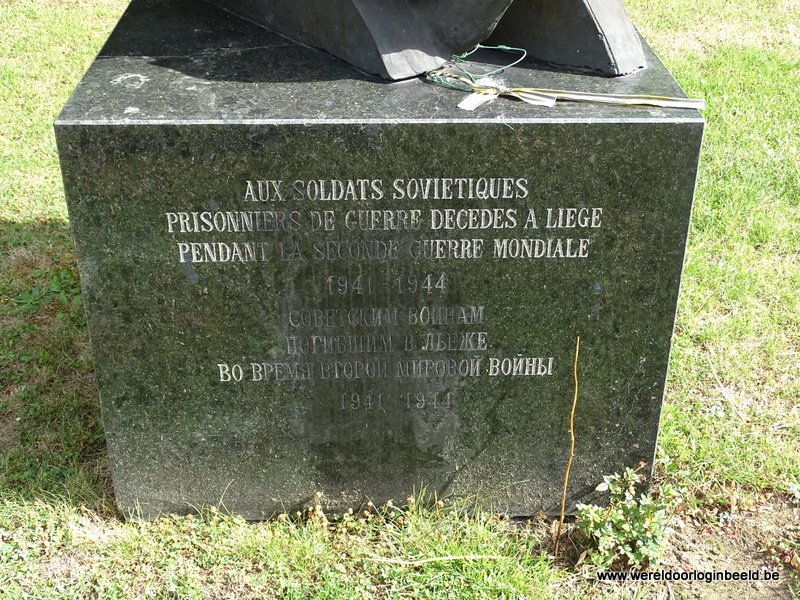 AUX SOLDATS SOVIETIQUES
PRISONNIERS DE GUERRE DECEDES A LIEGE
PENDANT LA SECONDE GUERRE MONDIALE
1941 - 1944
СОВЕТСКИМ ВОИНАМ
ПОГИБШИМ В ЛЬЕЖЕ
ВО ВРЕМЯ ВТОРОЙ МИРОВОЙ ВОЙНЫ
1941 1944
www.wereldoorloginbeeld.be